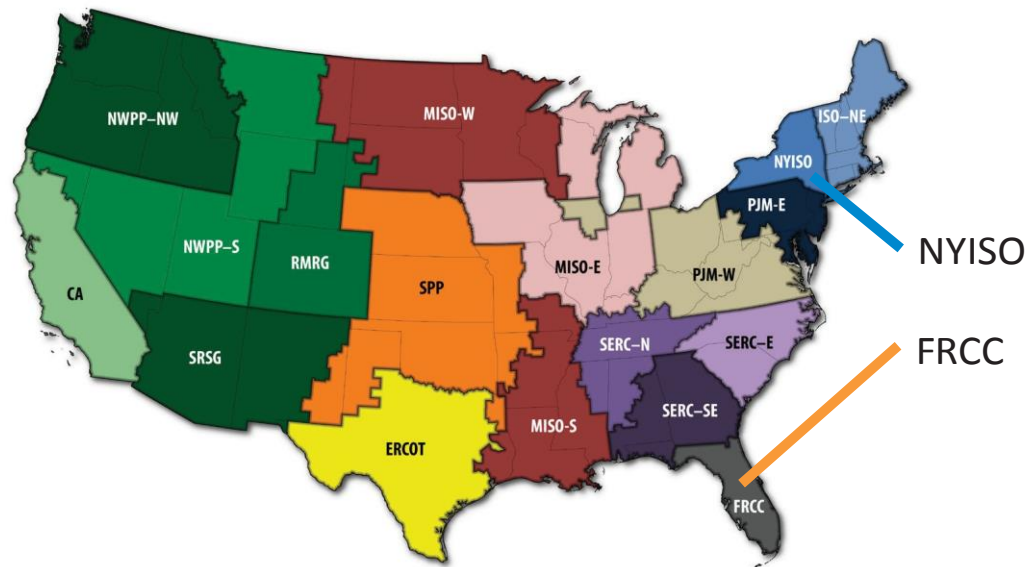 NWPP–NW
MISO-W
ISO–NE
NYISO
PJM-E
NYISO
NWPP–S
RMRG
MISO-E
PJM-W
CA
SPP
SRSG
SERC–N
SERC–E
FRCC
SERC–SE
ERCOT
MISO-S
FRCC